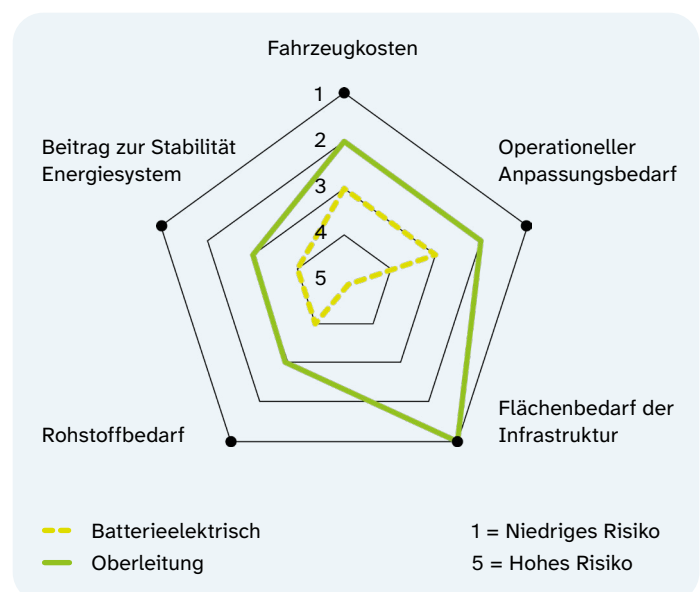 Fahrzeugkosten
1
2
3
4
5
Beitrag zur Stabilität
Energiesystem
Operationeller
Anpassungsbedarf
Rohstoffbedarf
Flächenbedarf der
Infrastruktur
Batterieelektrisch
Oberleitung
1 = Niedriges Risiko
5 = Hohes Risiko